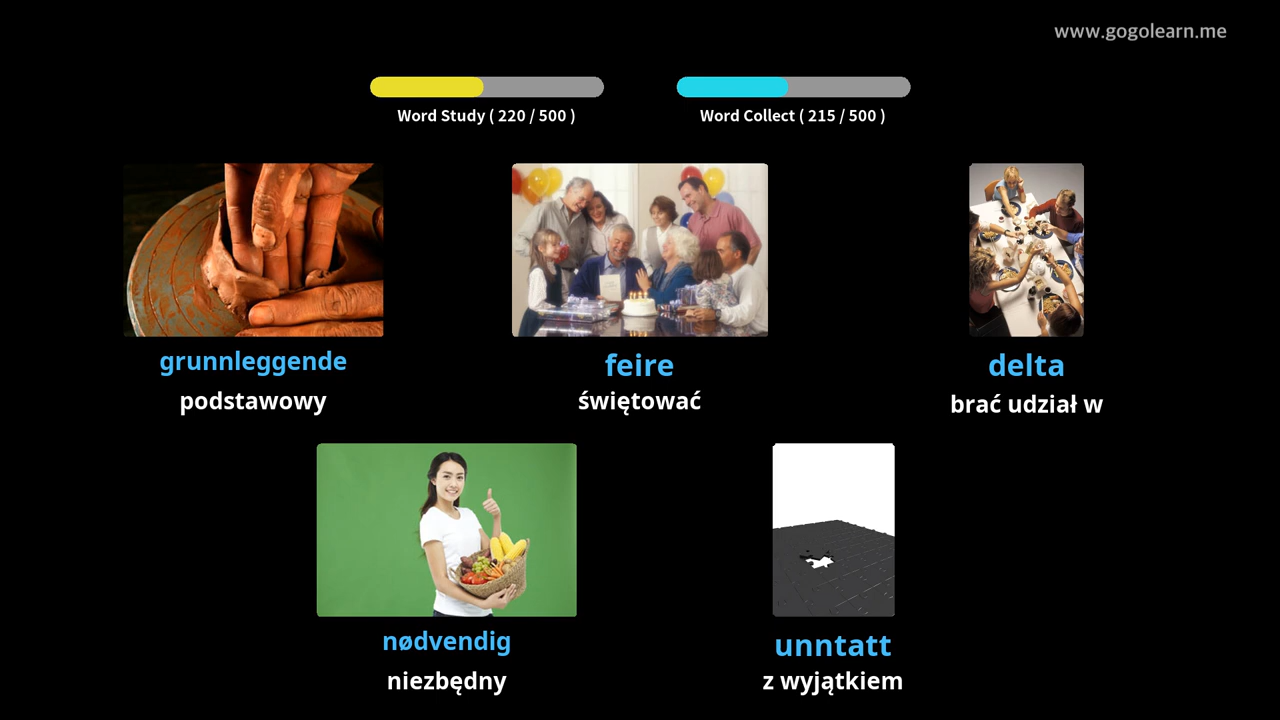 www.gogolearn.me
Word Study ( 220 / 500 )
Word Collect ( 215 / 500 )
grunnleggende
podstawowy
feire
świętować
delta
brać udział w
nødvendig
niezbędny
unntatt
z wyjątkiem